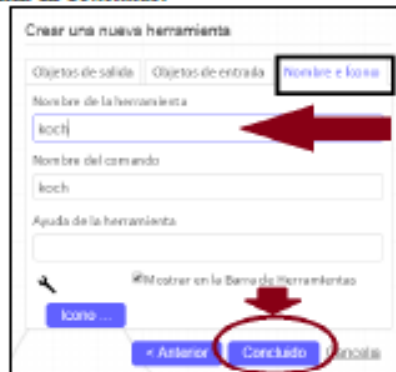 Crear una nueva herramienta
Objetos de salida Objetos de entrada Nombre e Icono
Nombre de la herramienta
koch
Nombre del comando
koch
Ayuda de la herramienta
Mostrar en la Barra de Herramientas
Icono ...
< Anterior Concluido Cancela